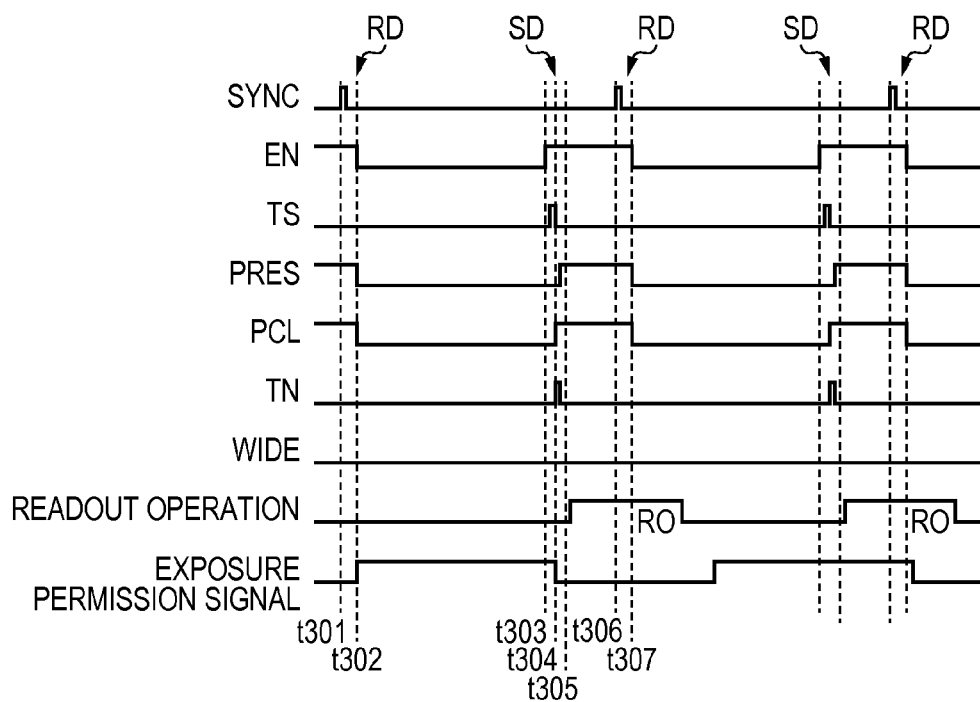 RD SD RD SD RD
SYNC
EN
TS
PRES
PCL
TN
WIDE
READOUT OPERATION
RO RO
EXPOSURE
PERMISSION SIGNAL
t301 t303 t306
t302 t304 t307
t305